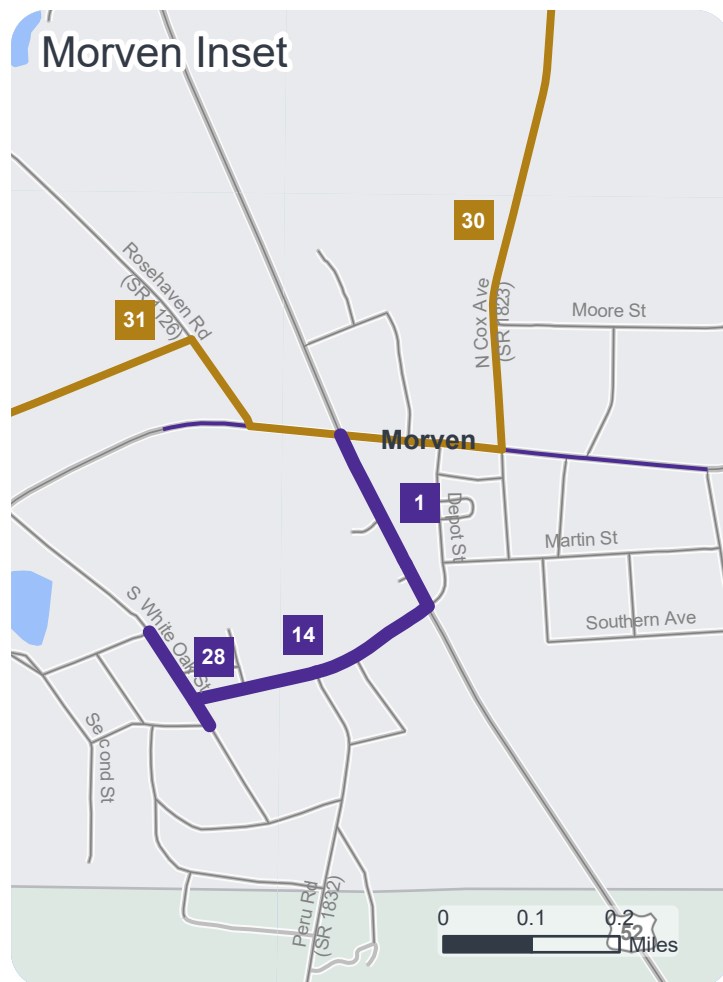 Morven Inset
30
Rosehaven Rd
(SR 1126)
N Cox Ave
(SR 1823)
Moore St
31
Morven
1
Depot St
Martin St
S White Oak St
Southern Ave
14
28
Second St
Peru Rd
(SR 1832)
0 0.1 0.2
52
Miles